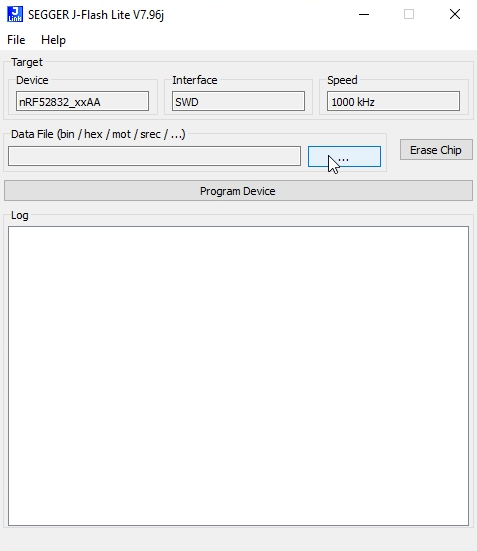 J
Link
SEGGER J-Flash Lite V7.96j
File Help
Target
Device Interface Speed
nRF52832_xxAA SWD 1000 kHz
Data File (bin / hex / mot / srec / ...)
... Erase Chip
Program Device
Log